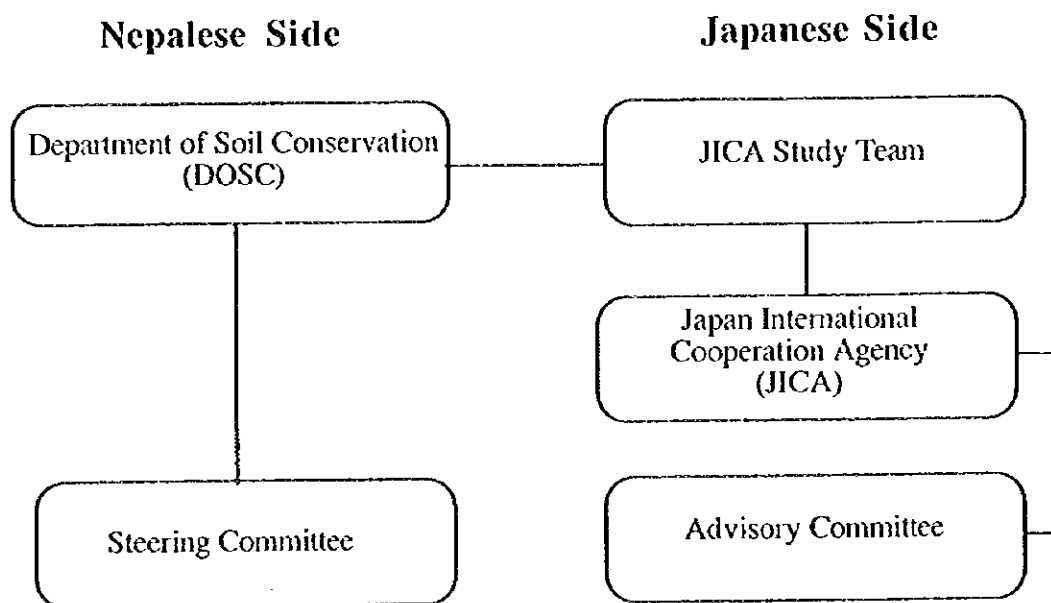 Nepalese Side
Japanese Side
Department of Soil Conservation
(DOSC)
JICA Study Team
Japan International
Cooperation Agency
(JICA)
Steering Committee
Advisory Committee